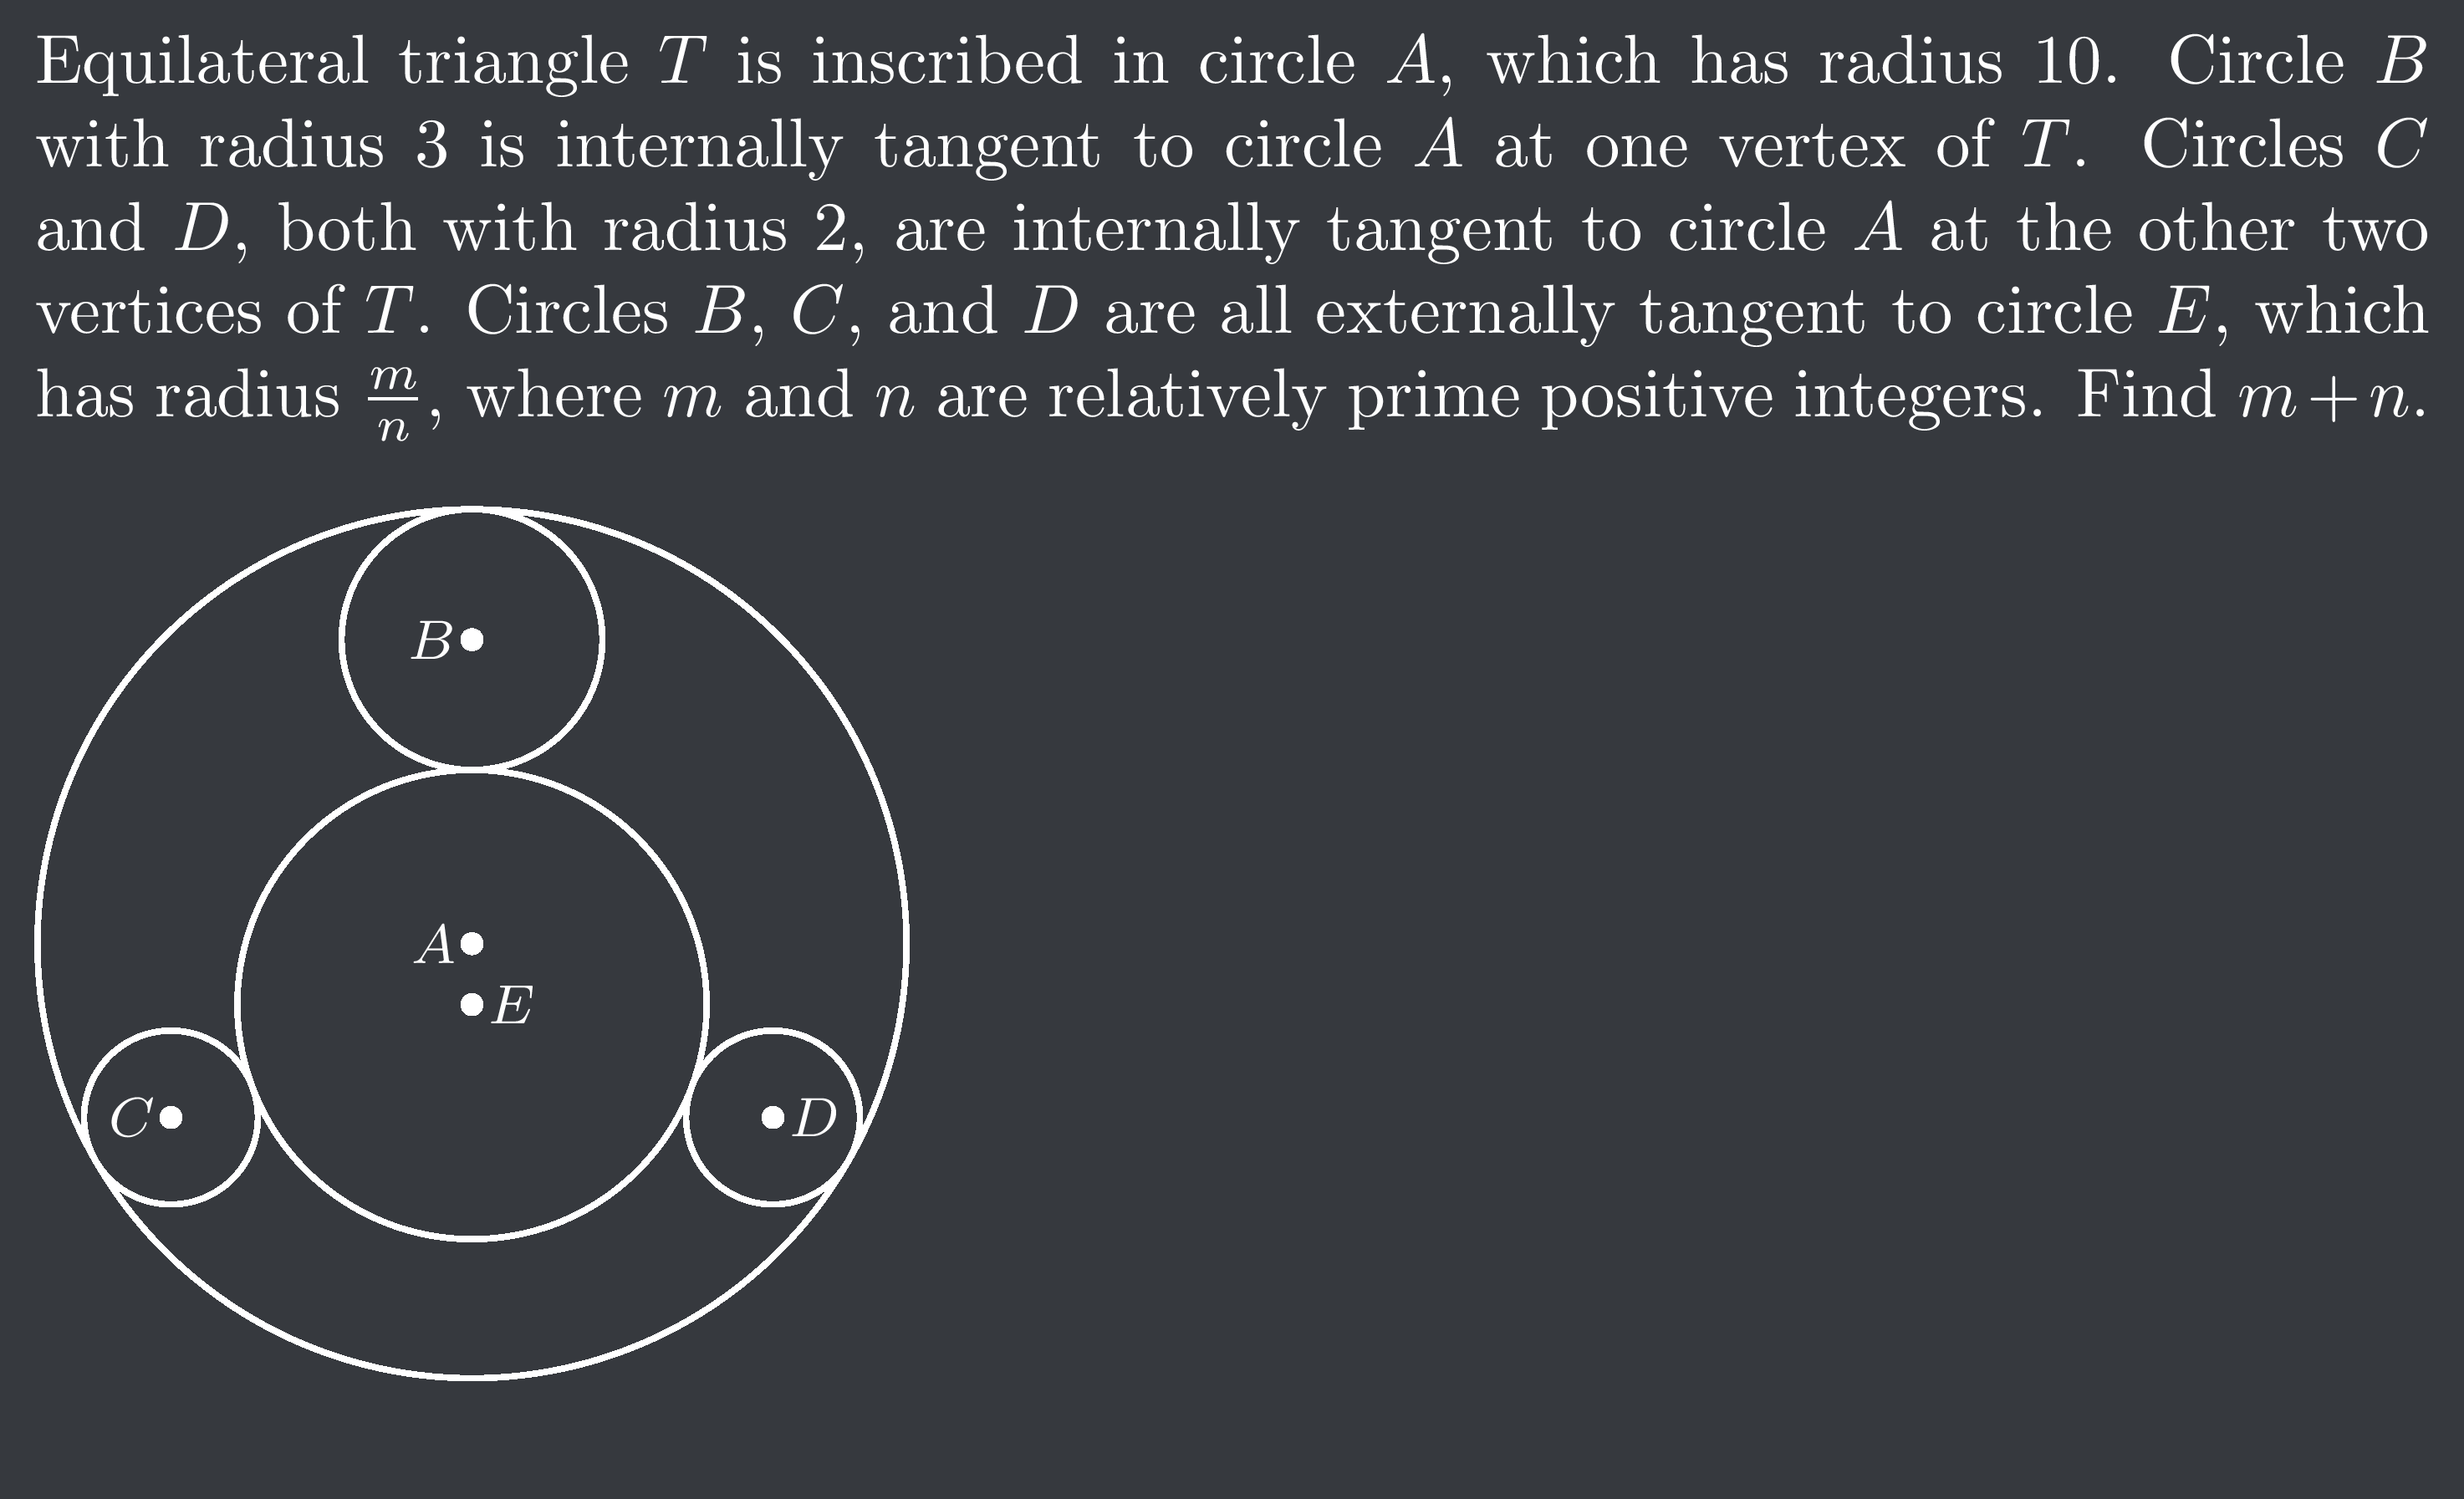 Equilateral triangle T is inscribed in circle A, which has radius 10. Circle B
with radius 3 is internally tangent to circle A at one vertex of T. Circles C
and D, both with radius 2, are internally tangent to circle A at the other two
vertices of T. Circles B, C, and D are all externally tangent to circle E, which
has radius \frac{m}{n}, where m and n are relatively prime positive integers. Find m + n.
B
A
E
C
D